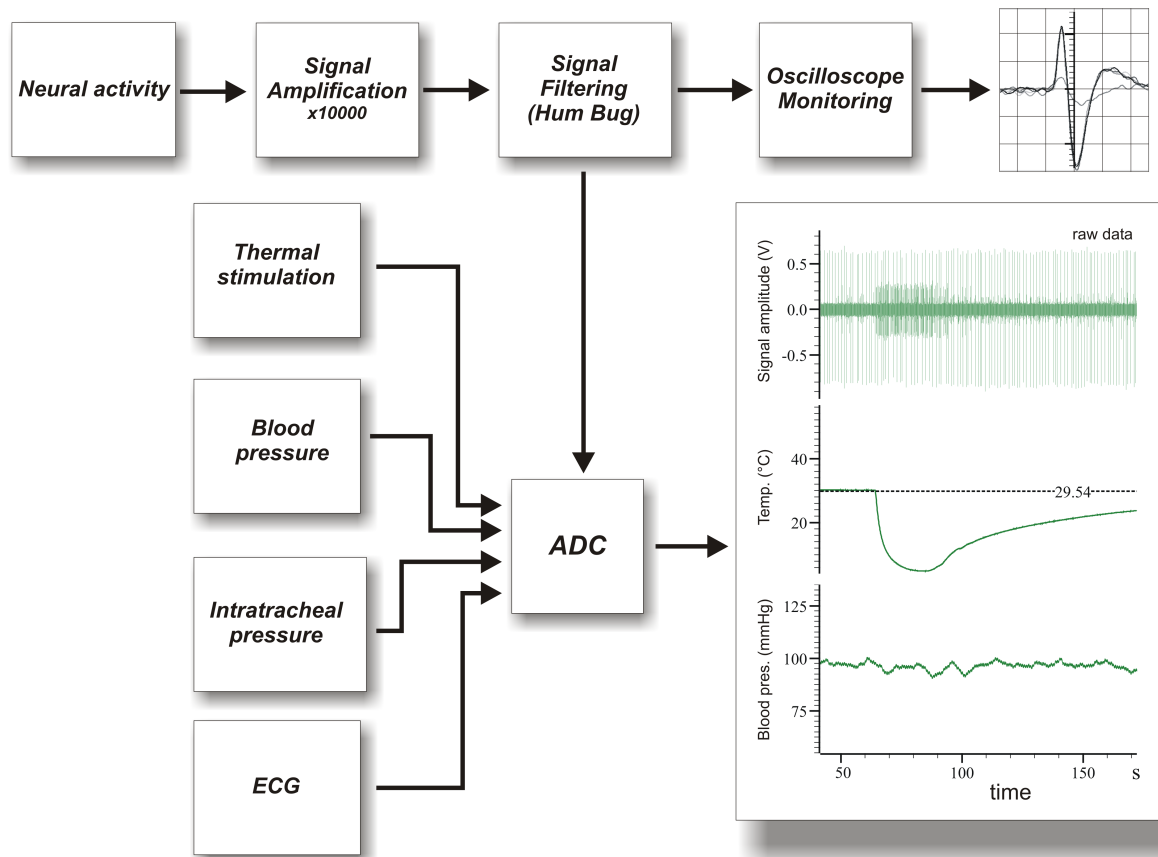 Neural activity
Signal
Amplification
x10000
Signal
Filtering
(Hum Bug)
Oscilloscope
Monitoring
Thermal
stimulation
Blood
pressure
Intratracheal
pressure
ECG
ADC
raw data
Signal amplitude (V)
0.5
0.0
-0.5
Temp. (°C)
40
29.54
20
Blood pres. (mmHg)
125
100
75
50 100 150 s
time